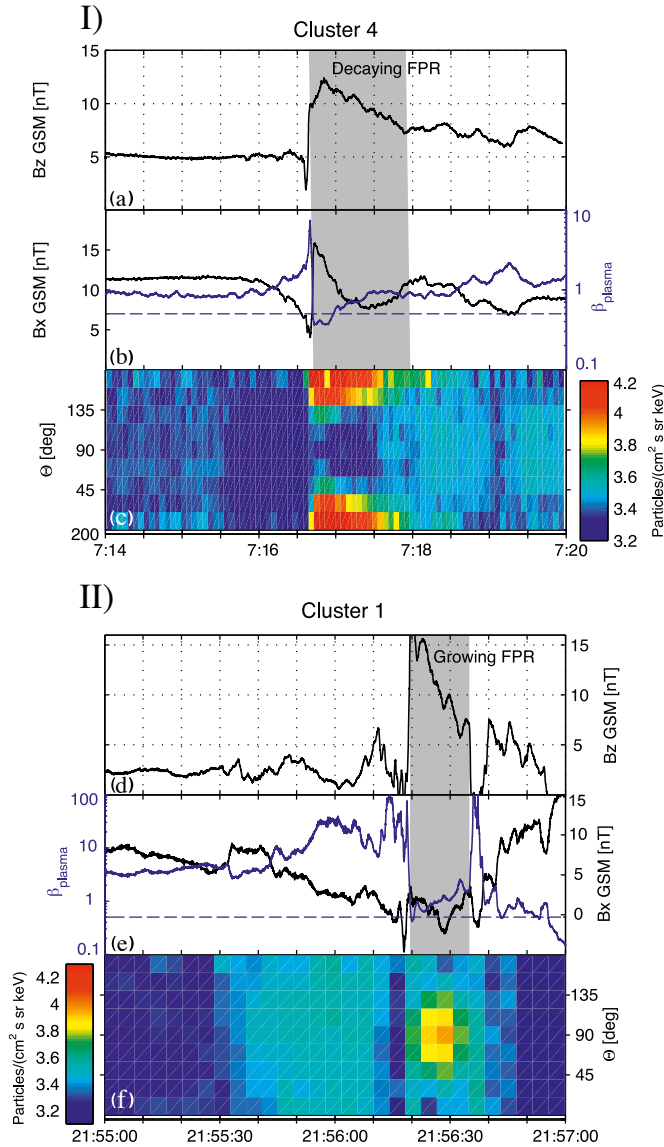 I)
Cluster 4
15
10
5
Bz GSM [nT]
Decaying FPR
(a)
15
10
5
Bx GSM [nT]
10
1
0.1
βplasma
(b)
135
90
45
200
Θ [deg]
(c)
4.2
4
3.8
3.6
3.4
3.2
Particles/(cm² s sr keV)
7:14 7:16 7:18 7:20
II)
Cluster 1
Growing FPR
15
10
5
Bz GSM [nT]
(d)
100
10
1
0.1
βplasma
15
10
5
0
Bx GSM [nT]
(e)
4.2
4
3.8
3.6
3.4
3.2
Particles/(cm² s sr keV)
135
90
45
Θ [deg]
(f)
21:55:00 21:55:30 21:56:00 21:56:30 21:57:00